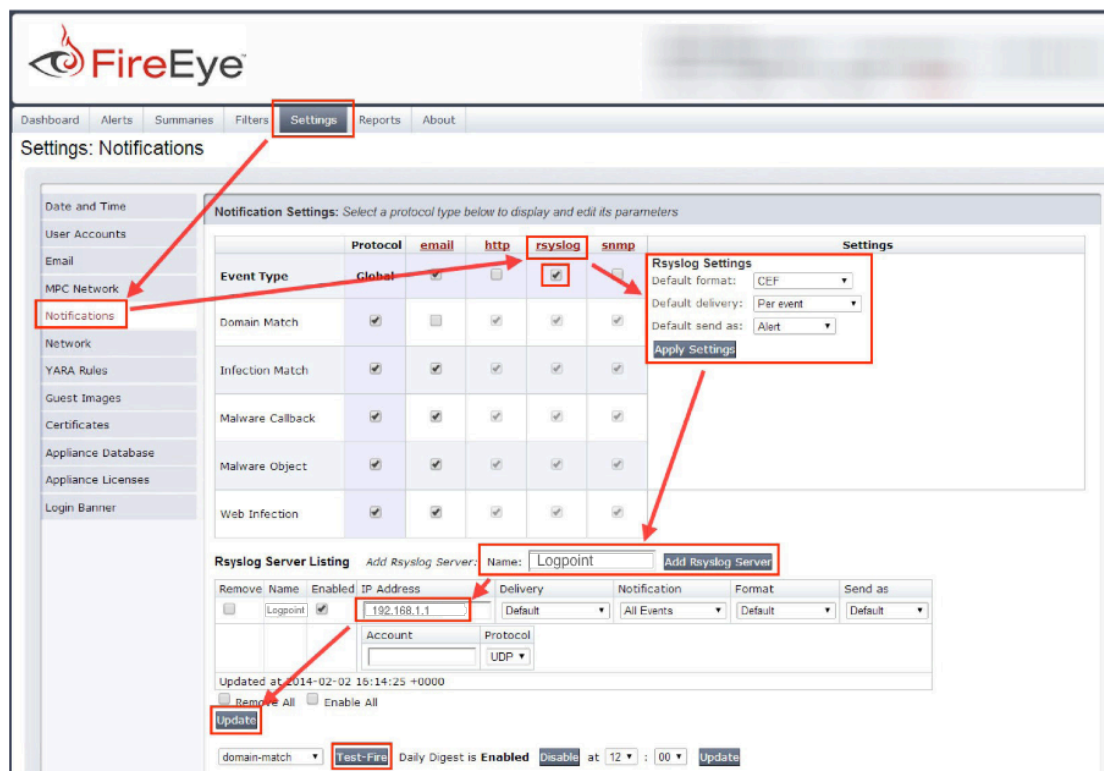 FireEye
Dashboard Alerts Summaries Filters Settings Reports About
Settings: Notifications
Date and Time
User Accounts
Email
MPC Network
Notifications
Network
YARA Rules
Guest Images
Certificates
Appliance Database
Appliance Licenses
Login Banner
Notification Settings: Select a protocol type below to display and edit its parameters
Protocol email http rsyslog snmp Settings
Event Type Global
Domain Match
Infection Match
Malware Callback
Malware Object
Web Infection
Rsyslog Settings
Default format: CEF
Default delivery: Per event
Default send as: Alert
Apply Settings
Rsyslog Server Listing Add Rsyslog Server: Name: Logpoint Add Rsyslog Server
Remove Name Enabled IP Address Delivery Notification Format Send as
Logpoint 192.168.1.1 Default All Events Default Default
Account Protocol
UDP
Updated at 2014-02-02 16:14:25 +0000
Remove All Enable All
Update
domain-match Test-Fire Daily Digest is Enabled Disable at 12 : 00 Update